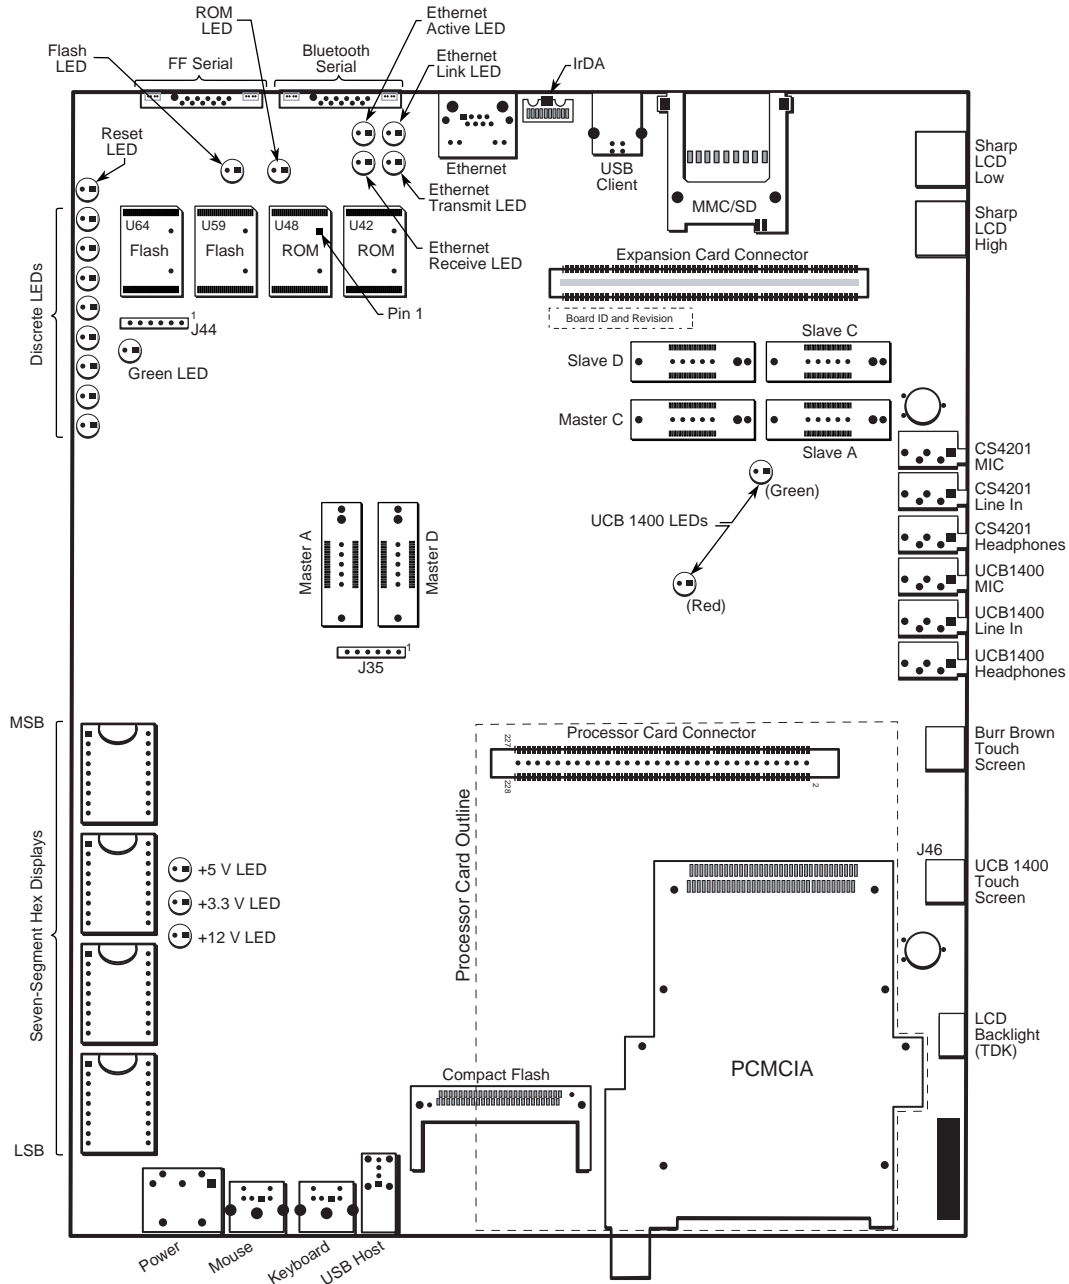 ROM
LED
Ethernet
Active LED
Flash
LED
FF Serial
Bluetooth
Serial
Ethernet
Link LED
IrDA
Reset
LED
Ethernet
USB
Client
MMC/SD
Sharp
LCD
Low
Ethernet
Transmit LED
Sharp
LCD
High
U64
Flash
U59
Flash
U48
ROM
U42
ROM
Ethernet
Receive LED
Expansion Card Connector
Discrete LEDs
Pin 1
1
J44
Board ID and Revision
Slave C
Slave D
Green LED
Master C
Slave A
CS4201
MIC
(Green)
CS4201
Line In
UCB 1400 LEDs
CS4201
Headphones
Master A
Master D
UCB1400
MIC
(Red)
UCB1400
Line In
1
J35
UCB1400
Headphones
MSB
Processor Card Connector
227
228
2
Burr Brown
Touch
Screen
Processor Card Outline
J46
UCB 1400
Touch
Screen
Seven-Segment Hex Displays
+5 V LED
+3.3 V LED
+12 V LED
LCD
Backlight
(TDK)
PCMCIA
Compact Flash
LSB
Power
Mouse
Keyboard
USB Host